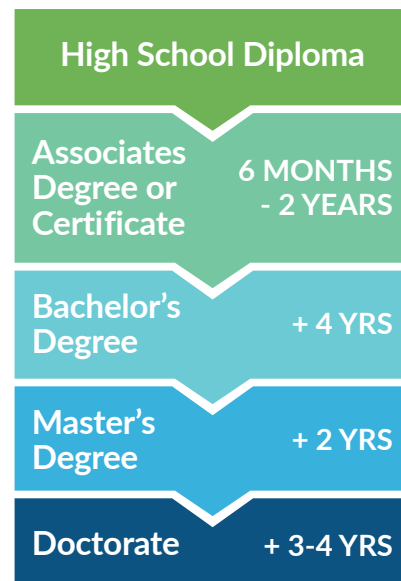 High School Diploma
Associates
Degree or
Certificate
6 MONTHS
- 2 YEARS
Bachelor's
Degree
+ 4 YRS
Master's
Degree
+ 2 YRS
Doctorate
+ 3-4 YRS